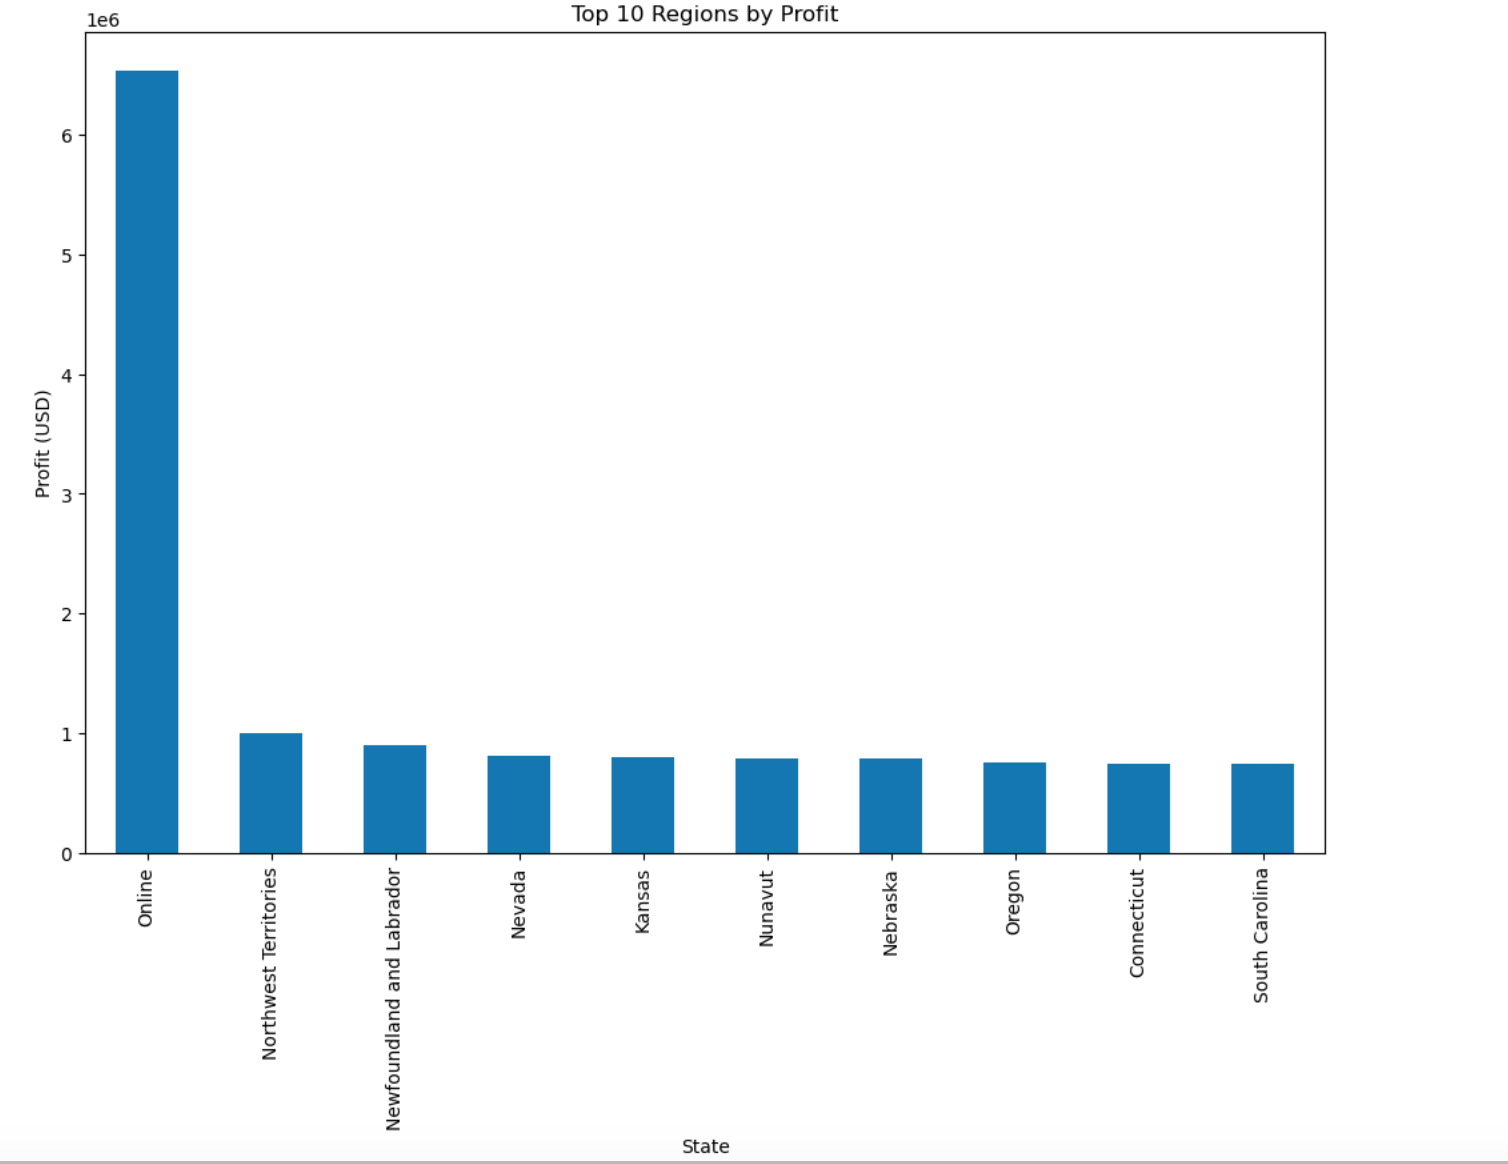 Top 10 Regions by Profit
1e6
6
5
4
3
2
1
0
Profit (USD)
Online
Northwest Territories
Newfoundland and Labrador
Nevada
Kansas
Nunavut
Nebraska
Oregon
Connecticut
South Carolina
State